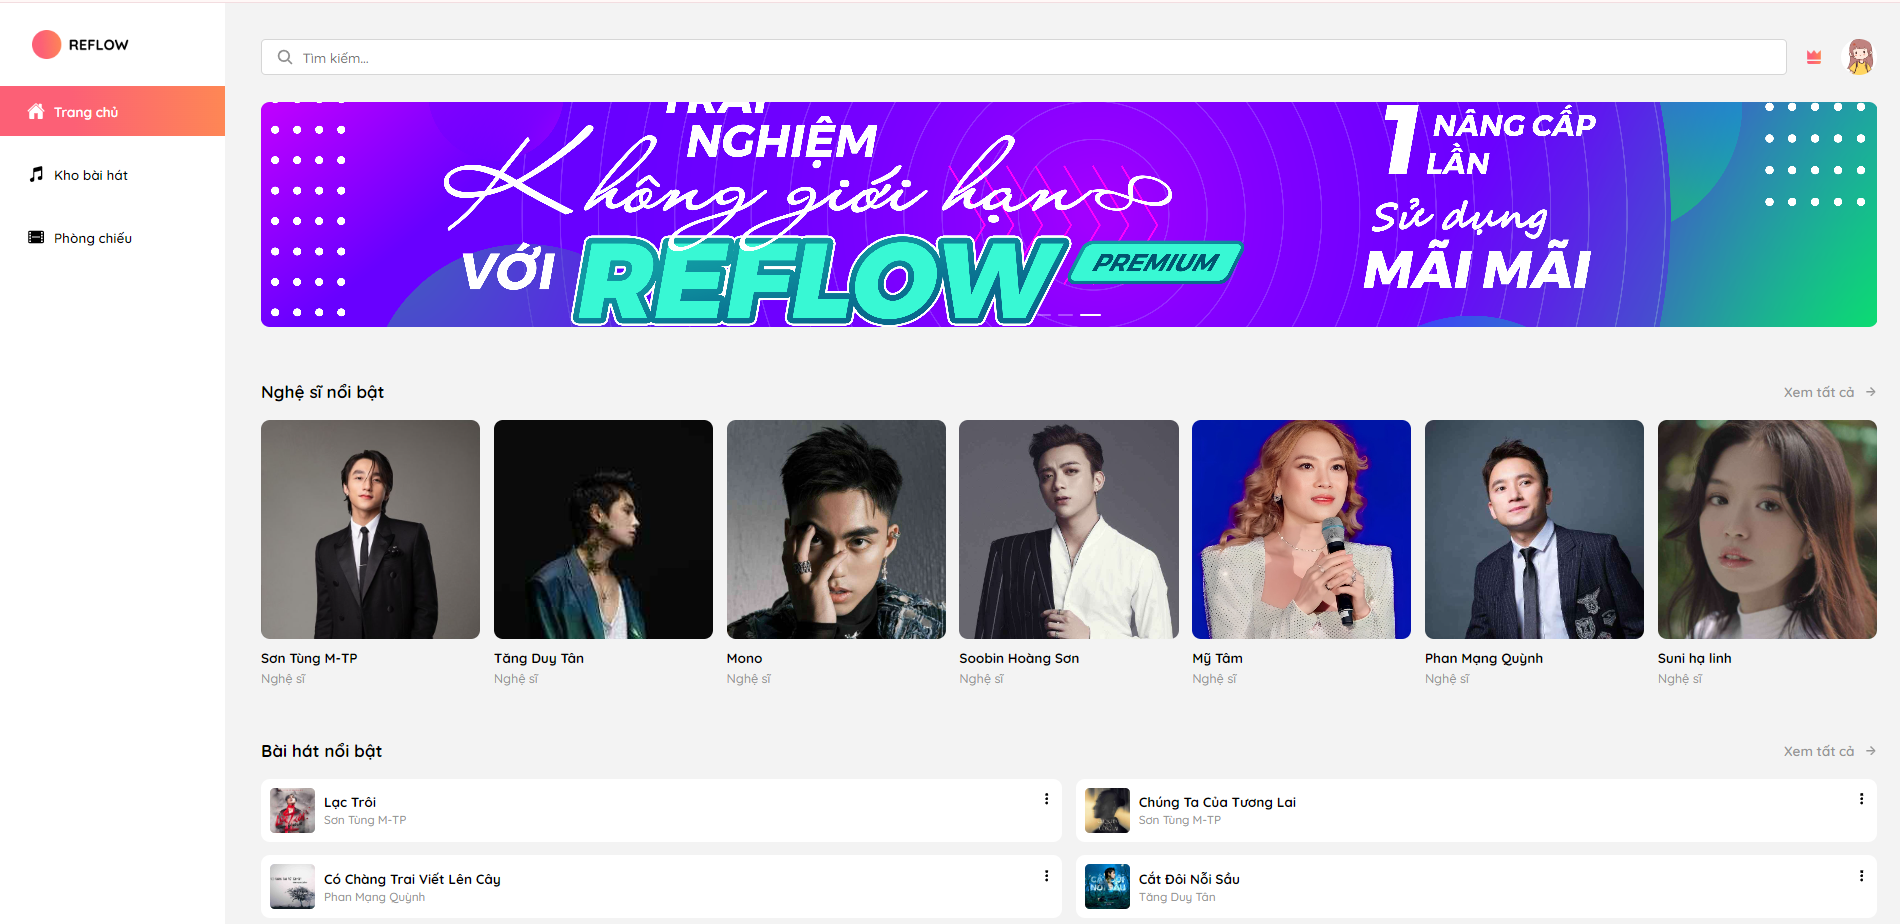 REFLOW
Tìm kiếm...
Trang chủ
Kho bài hát
Phòng chiếu
TRẢI
NGHIỆM
Không giới hạn
VỚI REFLOW PREMIUM
1 NÂNG CẤP
LẦN
Sử dụng
MÃI MÃI
Nghệ sĩ nổi bật
Xem tất cả
Sơn Tùng M-TP
Nghệ sĩ
Tăng Duy Tân
Nghệ sĩ
Mono
Nghệ sĩ
Soobin Hoàng Sơn
Nghệ sĩ
Mỹ Tâm
Nghệ sĩ
Phan Mạng Quỳnh
Nghệ sĩ
Suni hạ linh
Nghệ sĩ
Bài hát nổi bật
Xem tất cả
Lạc Trôi
Sơn Tùng M-TP
Chúng Ta Của Tương Lai
Sơn Tùng M-TP
Có Chàng Trai Viết Lên Cây
Phan Mạng Quỳnh
CẮT ĐÔI
NỖI SẦU
Cắt Đôi Nỗi Sầu
Tăng Duy Tân